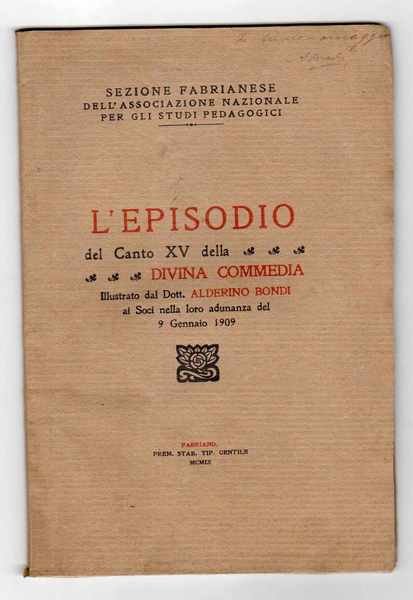 omaggio
SEZIONE FABRIANESE
DELL'ASSOCIAZIONE NAZIONALE
PER GLI STUDI PEDAGOGICI
L'EPISODIO
del Canto XV della
DIVINA COMMEDIA
Illustrato dal Dott. ALDERINO BONDI
ai Soci nella loro adunanza del
9 Gennaio 1909
FABRIANO,
PREM. STAB. TIP. GENTILE
MCMIX